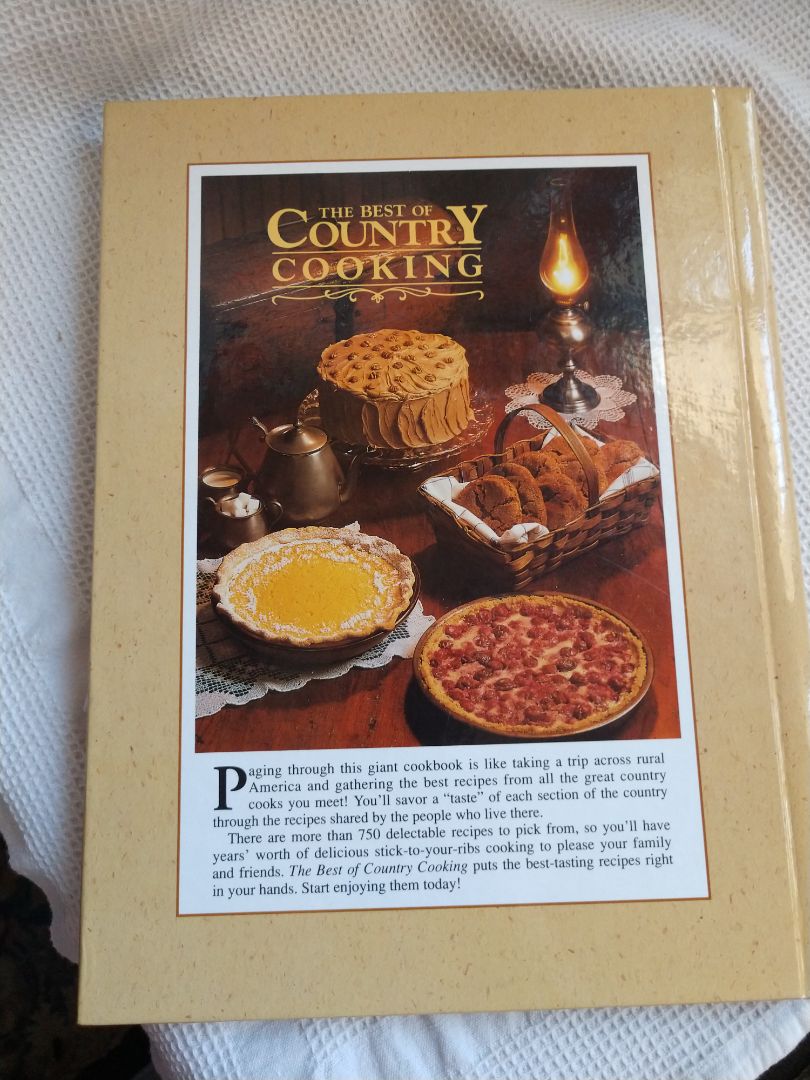 THE BEST OF
COUNTRY
COOKING
Paging through this giant cookbook is like taking a trip across rural
America and gathering the best recipes from all the great country
cooks you meet! You'll savor a “taste” of each section of the country
through the recipes shared by the people who live there.
There are more than 750 delectable recipes to pick from, so you'll have
years' worth of delicious stick-to-your-ribs cooking to please your family
and friends. The Best of Country Cooking puts the best-tasting recipes right
in your hands. Start enjoying them today!